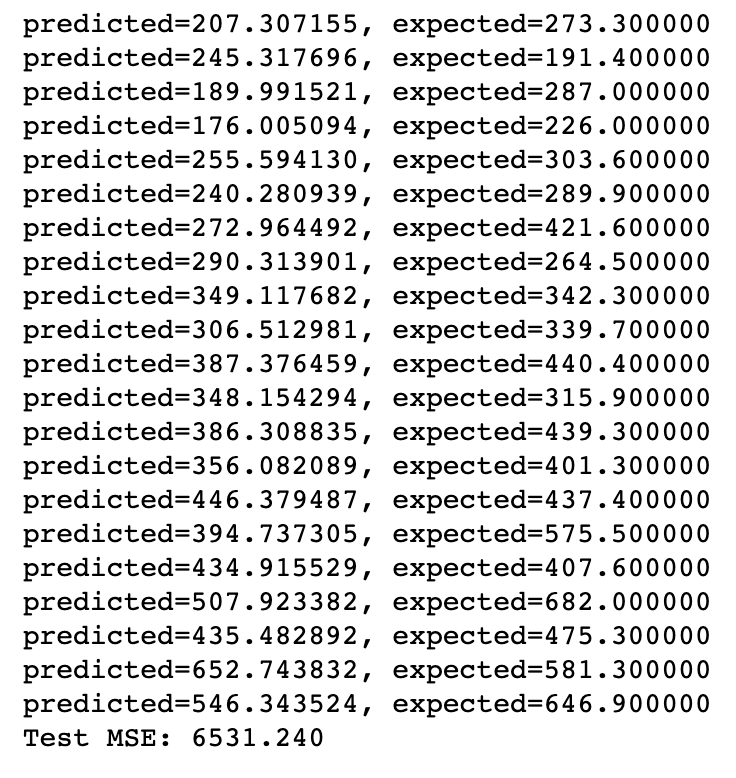 predicted=207.307155, expected=273.300000
predicted=245.317696, expected=191.400000
predicted=189.991521, expected=287.000000
predicted=176.005094, expected=226.000000
predicted=255.594130, expected=303.600000
predicted=240.280939, expected=289.900000
predicted=272.964492, expected=421.600000
predicted=290.313901, expected=264.500000
predicted=349.117682, expected=342.300000
predicted=306.512981, expected=339.700000
predicted=387.376459, expected=440.400000
predicted=348.154294, expected=315.900000
predicted=386.308835, expected=439.300000
predicted=356.082089, expected=401.300000
predicted=446.379487, expected=437.400000
predicted=394.737305, expected=575.500000
predicted=434.915529, expected=407.600000
predicted=507.923382, expected=682.000000
predicted=435.482892, expected=475.300000
predicted=652.743832, expected=581.300000
predicted=546.343524, expected=646.900000
Test MSE: 6531.240